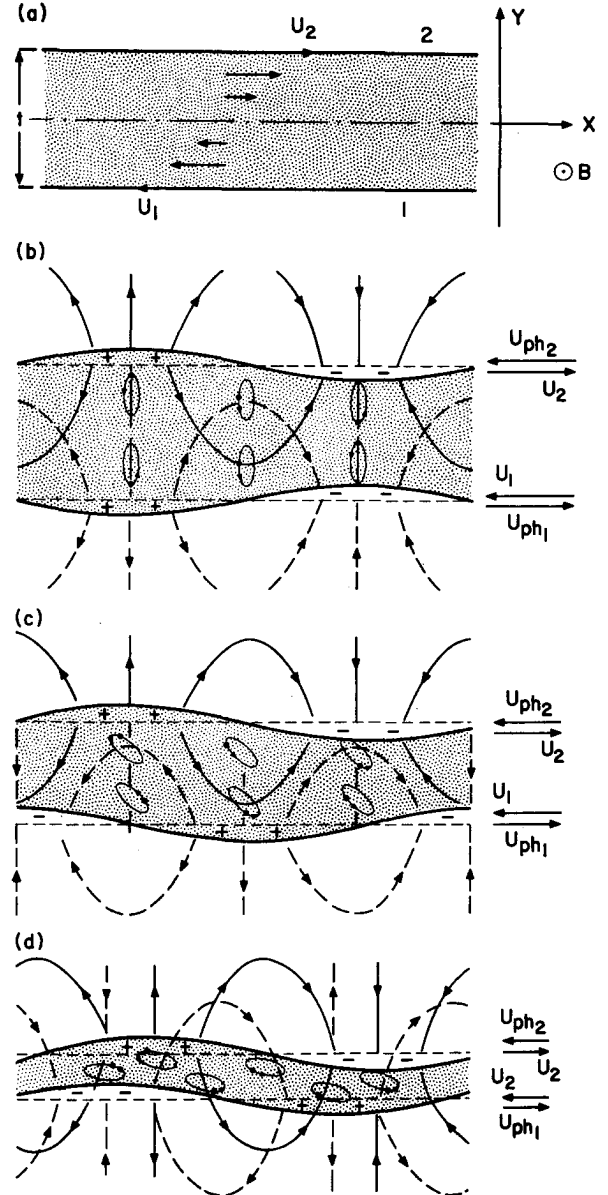 (a)
U2
2
Y
t
X
B
U1
1
(b)
+ +
- -
Uph2
U2
U1
+ +
- -
Uph1
(c)
+ +
- -
Uph2
U2
U1
-
+
+ +
-
Uph1
(d)
+ +
- -
Uph2
U2
U2
- -
+ + +
Uph1